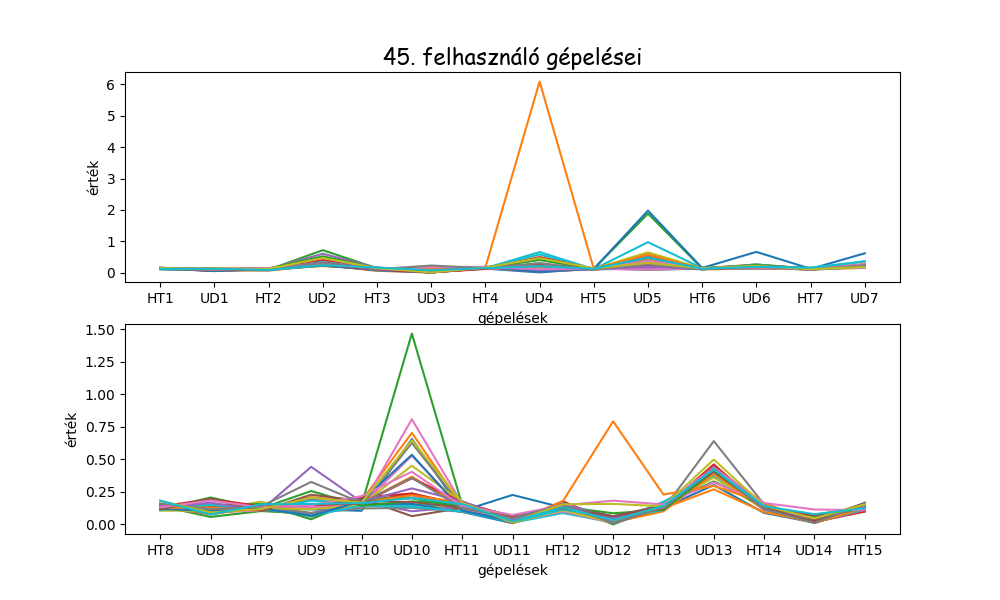 45. felhasználó gépelései
6
5
4
3
2
1
0
érték
HT1 UD1 HT2 UD2 HT3 UD3 HT4 UD4 HT5 UD5 HT6 UD6 HT7 UD7
gépelések
1.50
1.25
1.00
0.75
0.50
0.25
0.00
érték
HT8 UD8 HT9 UD9 HT10 UD10 HT11 UD11 HT12 UD12 HT13 UD13 HT14 UD14 HT15
gépelések